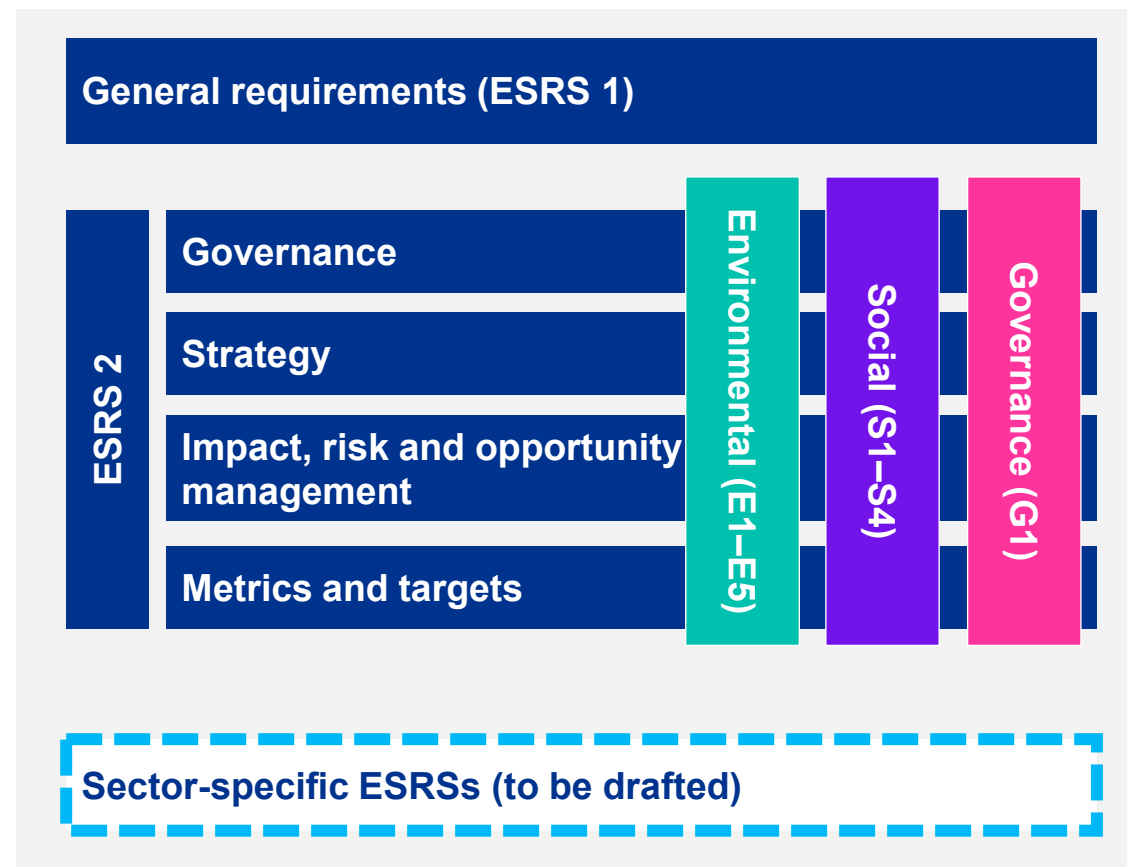 General requirements (ESRS 1)
ESRS 2
Governance
Strategy
Impact, risk and opportunity
management
Metrics and targets
Environmental (E1–E5)
Social (S1–S4)
Governance (G1)
Sector-specific ESRSs (to be drafted)